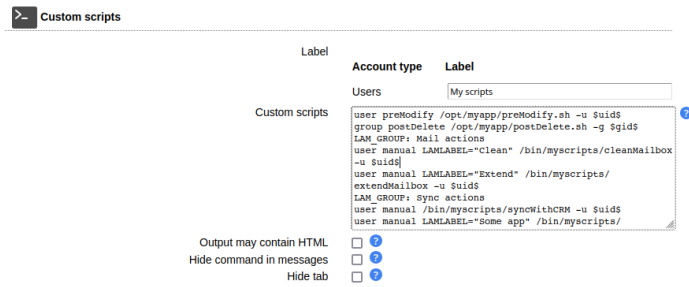 Custom scripts
Label
Account type Label
Users My scripts
Custom scripts
user preModify /opt/myapp/preModify.sh -u $uid$
group postDelete /opt/myapp/postDelete.sh -g $gid$
LAM_GROUP: Mail actions
user manual LAMLABEL="Clean" /bin/myscripts/cleanMailbox
-u $uid$
user manual LAMLABEL="Extend" /bin/myscripts/
extendMailbox -u $uid$
LAM_GROUP: Sync actions
user manual /bin/myscripts/syncWithCRM -u $uid$
user manual LAMLABEL="Some app" /bin/myscripts/
Output may contain HTML
Hide command in messages
Hide tab